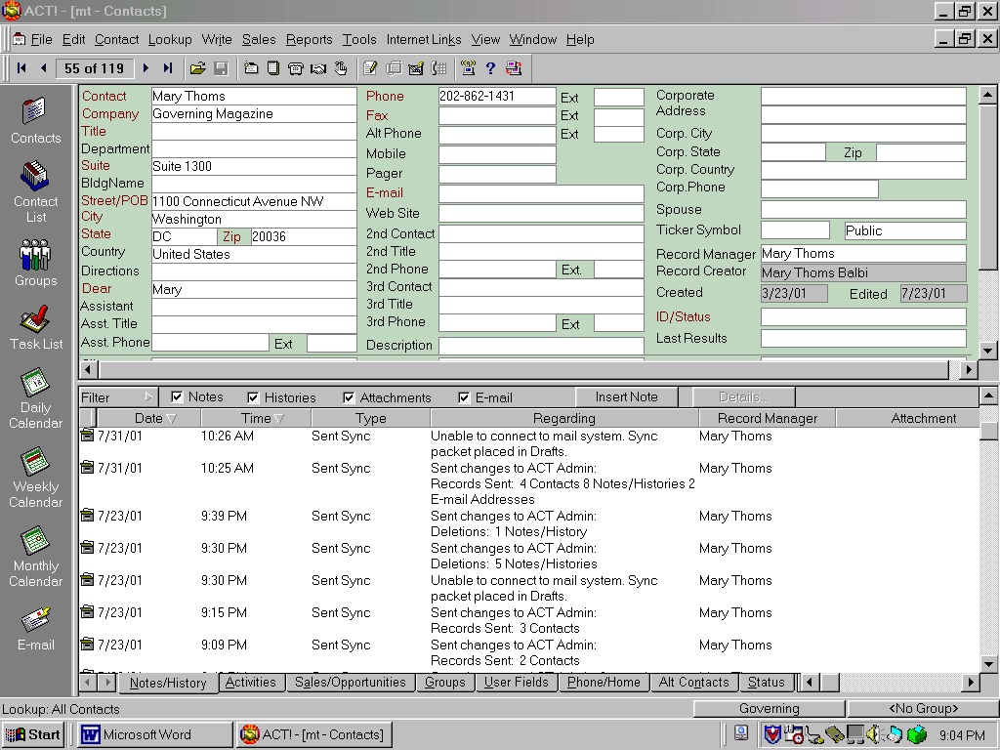 ACT! - [mt - Contacts]
File Edit Contact Lookup Write Sales Reports Tools Internet Links View Window Help
55 of 119
Contacts
Contact List
Groups
Task List
Daily Calendar
Weekly Calendar
Monthly Calendar
E-mail
Contact Mary Thoms
Company Governing Magazine
Title
Department
Suite Suite 1300
BldgName
Street/POB 1100 Connecticut Avenue NW
City Washington
State DC Zip 20036
Country United States
Directions
Dear Mary
Assistant
Asst. Title
Asst. Phone Ext
Phone 202-862-1431 Ext
Fax Ext
Alt Phone Ext
Mobile
Pager
E-mail
Web Site
2nd Contact
2nd Title
2nd Phone Ext.
3rd Contact
3rd Title
3rd Phone Ext
Description
Corporate Address
Corp. City
Corp. State Zip
Corp. Country
Corp.Phone
Spouse
Ticker Symbol Public
Record Manager Mary Thoms
Record Creator Mary Thoms Balbi
Created 3/23/01 Edited 7/23/01
ID/Status
Last Results
Filter Notes Histories Attachments E-mail Insert Note Details...
Date Time Type Regarding Record Manager Attachment
7/31/01 10:26 AM Sent Sync Unable to connect to mail system. Sync Mary Thoms
packet placed in Drafts.
7/31/01 10:25 AM Sent Sync Sent changes to ACT Admin: Mary Thoms
Records Sent: 4 Contacts 8 Notes/Histories 2
E-mail Addresses
7/23/01 9:39 PM Sent Sync Sent changes to ACT Admin: Mary Thoms
Deletions: 1 Notes/History
7/23/01 9:30 PM Sent Sync Sent changes to ACT Admin: Mary Thoms
Deletions: 5 Notes/Histories
7/23/01 9:30 PM Sent Sync Unable to connect to mail system. Sync Mary Thoms
packet placed in Drafts.
7/23/01 9:15 PM Sent Sync Sent changes to ACT Admin: Mary Thoms
Records Sent: 3 Contacts
7/23/01 9:09 PM Sent Sync Sent changes to ACT Admin: Mary Thoms
Records Sent: 2 Contacts
Notes/History Activities Sales/Opportunities Groups User Fields Phone/Home Alt Contacts Status
Lookup: All Contacts Governing <No Group>
Start Microsoft Word ACT! - [mt - Contacts] 9:04 PM